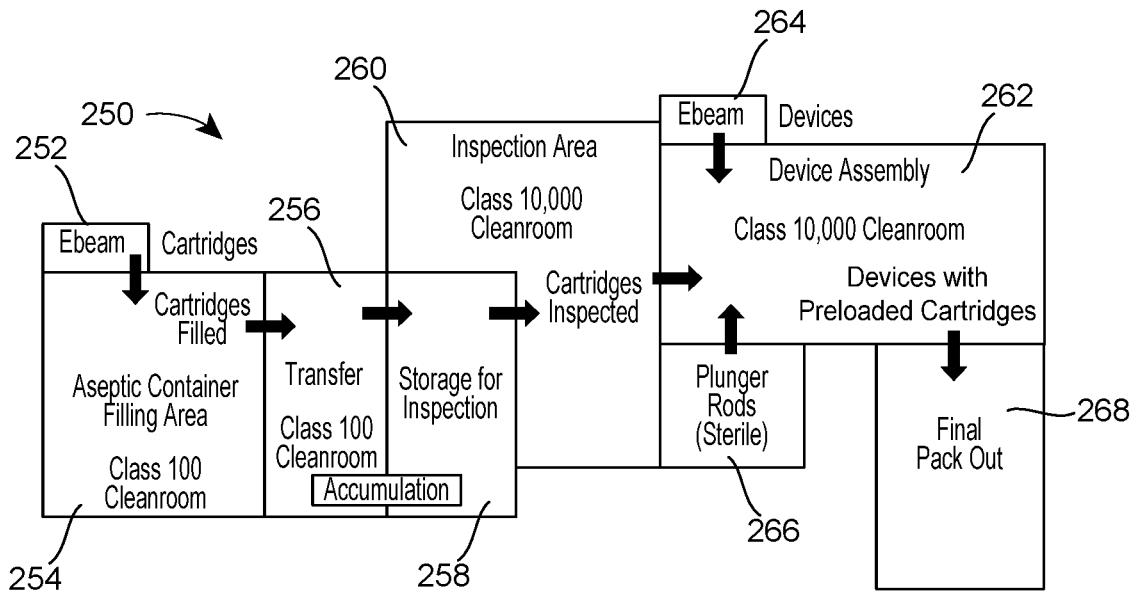 264
260
262
250
Ebeam Devices
252
Inspection Area
Device Assembly
256
Class 10,000
Cleanroom
Class 10,000 Cleanroom
Ebeam Cartridges
Cartridges
Filled
Cartridges
Inspected
Devices with
Preloaded Cartridges
Aseptic Container
Filling Area
Transfer
Storage for
Inspection
Plunger
Rods
(Sterile)
Final
Pack Out
268
Class 100
Cleanroom
Class 100
Cleanroom
Accumulation
266
254
258